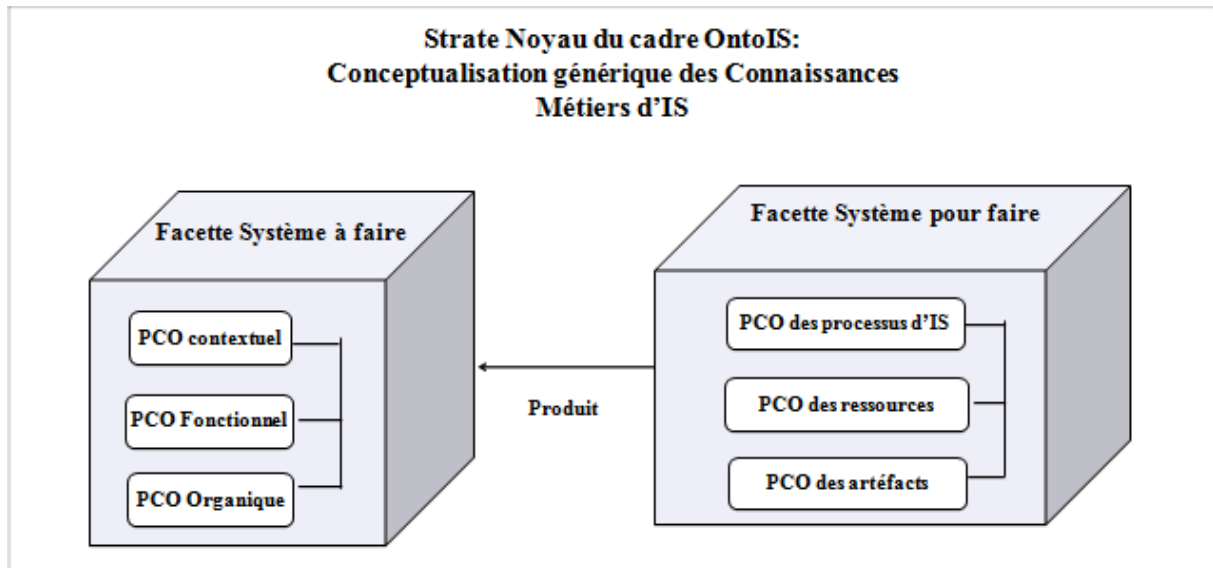 Strate Noyau du cadre OntoIS:
Conceptualisation générique des Connaissances
Métiers d’IS
Facette Système à faire
PCO contextuel
PCO Fonctionnel
PCO Organique
Produit
Facette Système pour faire
PCO des processus d’IS
PCO des ressources
PCO des artéfacts